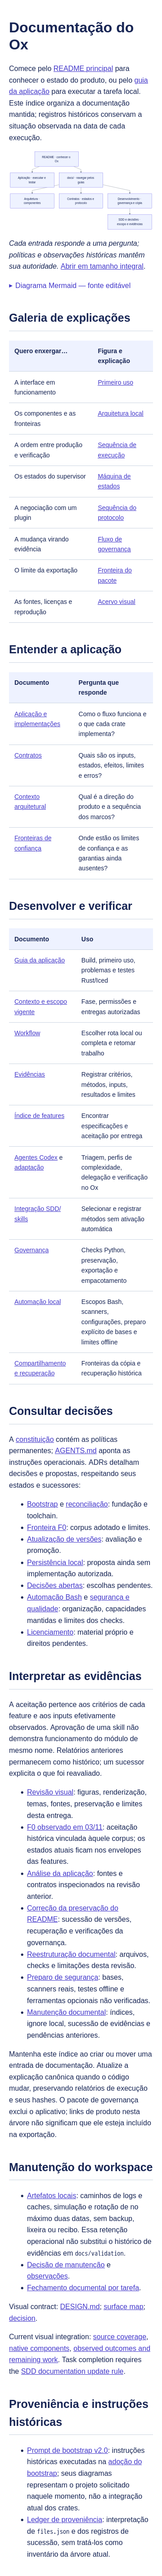 Documentação do
Ox
Comece pelo README principal para
conhecer o estado do produto, ou pelo guia
da aplicação para executar a fatia local.
Este índice organiza a documentação
mantida; registros históricos conservam a
situação observada na data de cada
execução.
Cada entrada responde a uma pergunta;
políticas e observações históricas mantêm
sua autoridade. Abrir em tamanho integral.
▸ Diagrama Mermaid — fonte editável
Galeria de explicações
Quero enxergar… Figura e
explicação
A interface em Primeiro uso
funcionamento
Os componentes e as Arquitetura local
fronteiras
A ordem entre produção Sequência de
e verificação execução
Os estados do supervisor Máquina de
estados
A negociação com um Sequência do
plugin protocolo
A mudança virando Fluxo de
evidência governança
O limite da exportação Fronteira do
pacote
As fontes, licenças e Acervo visual
reprodução
Entender a aplicação
Documento Pergunta que
responde
Aplicação e Como o fluxo funciona e
implementações o que cada crate
implementa?
Contratos Quais são os inputs,
estados, efeitos, limites
e erros?
Contexto Qual é a direção do
arquitetural produto e a sequência
dos marcos?
Fronteiras de Onde estão os limites
confiança de confiança e as
garantias ainda
ausentes?
Desenvolver e verificar
Documento Uso
Guia da aplicação Build, primeiro uso,
problemas e testes
Rust/Iced
Contexto e escopo Fase, permissões e
vigente entregas autorizadas
Workflow Escolher rota local ou
completa e retomar
trabalho
Evidências Registrar critérios,
métodos, inputs,
resultados e limites
Índice de features Encontrar
especificações e
aceitação por entrega
Agentes Codex e Triagem, perfis de
adaptação complexidade,
delegação e verificação
no Ox
Integração SDD/ Selecionar e registrar
skills métodos sem ativação
automática
Governança Checks Python,
preservação,
exportação e
empacotamento
Automação local Escopos Bash,
scanners,
configurações, preparo
explícito de bases e
limites offline
Compartilhamento Fronteiras da cópia e
e recuperação recuperação histórica
Consultar decisões
A constituição contém as políticas
permanentes; AGENTS.md aponta as
instruções operacionais. ADRs detalham
decisões e propostas, respeitando seus
estados e sucessores:
• Bootstrap e reconciliação: fundação e
toolchain.
• Fronteira F0: corpus adotado e limites.
• Atualização de versões: avaliação e
promoção.
• Persistência local: proposta ainda sem
implementação autorizada.
• Decisões abertas: escolhas pendentes.
• Automação Bash e segurança e
qualidade: organização, capacidades
mantidas e limites dos checks.
• Licenciamento: material próprio e
direitos pendentes.
Interpretar as evidências
A aceitação pertence aos critérios de cada
feature e aos inputs efetivamente
observados. Aprovação de uma skill não
demonstra funcionamento do módulo de
mesmo nome. Relatórios anteriores
permanecem como histórico; um sucessor
explicita o que foi reavaliado.
• Revisão visual: figuras, renderização,
temas, fontes, preservação e limites
desta entrega.
• F0 observado em 03/11: aceitação
histórica vinculada àquele corpus; os
estados atuais ficam nos envelopes
das features.
• Análise da aplicação: fontes e
contratos inspecionados na revisão
anterior.
• Correção da preservação do
README: sucessão de versões,
recuperação e verificações da
governança.
• Reestruturação documental: arquivos,
checks e limitações desta revisão.
• Preparo de segurança: bases,
scanners reais, testes offline e
ferramentas opcionais não verificadas.
• Manutenção documental: índices,
ignore local, sucessão de evidências e
pendências anteriores.
Mantenha este índice ao criar ou mover uma
entrada de documentação. Atualize a
explicação canônica quando o código
mudar, preservando relatórios de execução
e seus hashes. O pacote de governança
exclui o aplicativo; links de produto nesta
árvore não significam que ele esteja incluído
na exportação.
Manutenção do workspace
• Artefatos locais: caminhos de logs e
caches, simulação e rotação de no
máximo duas datas, sem backup,
lixeira ou recibo. Essa retenção
operacional não substitui o histórico de
evidências em docs/validation.
• Decisão de manutenção e
observações.
• Fechamento documental por tarefa.
Visual contract: DESIGN.md; surface map;
decision.
Current visual integration: source coverage,
native components, observed outcomes and
remaining work. Task completion requires
the SDD documentation update rule.
Proveniência e instruções
históricas
• Prompt de bootstrap v2.0: instruções
históricas executadas na adoção do
bootstrap; seus diagramas
representam o projeto solicitado
naquele momento, não a integração
atual dos crates.
• Ledger de proveniência: interpretação
de files.json e dos registros de
sucessão, sem tratá-los como
inventário da árvore atual.